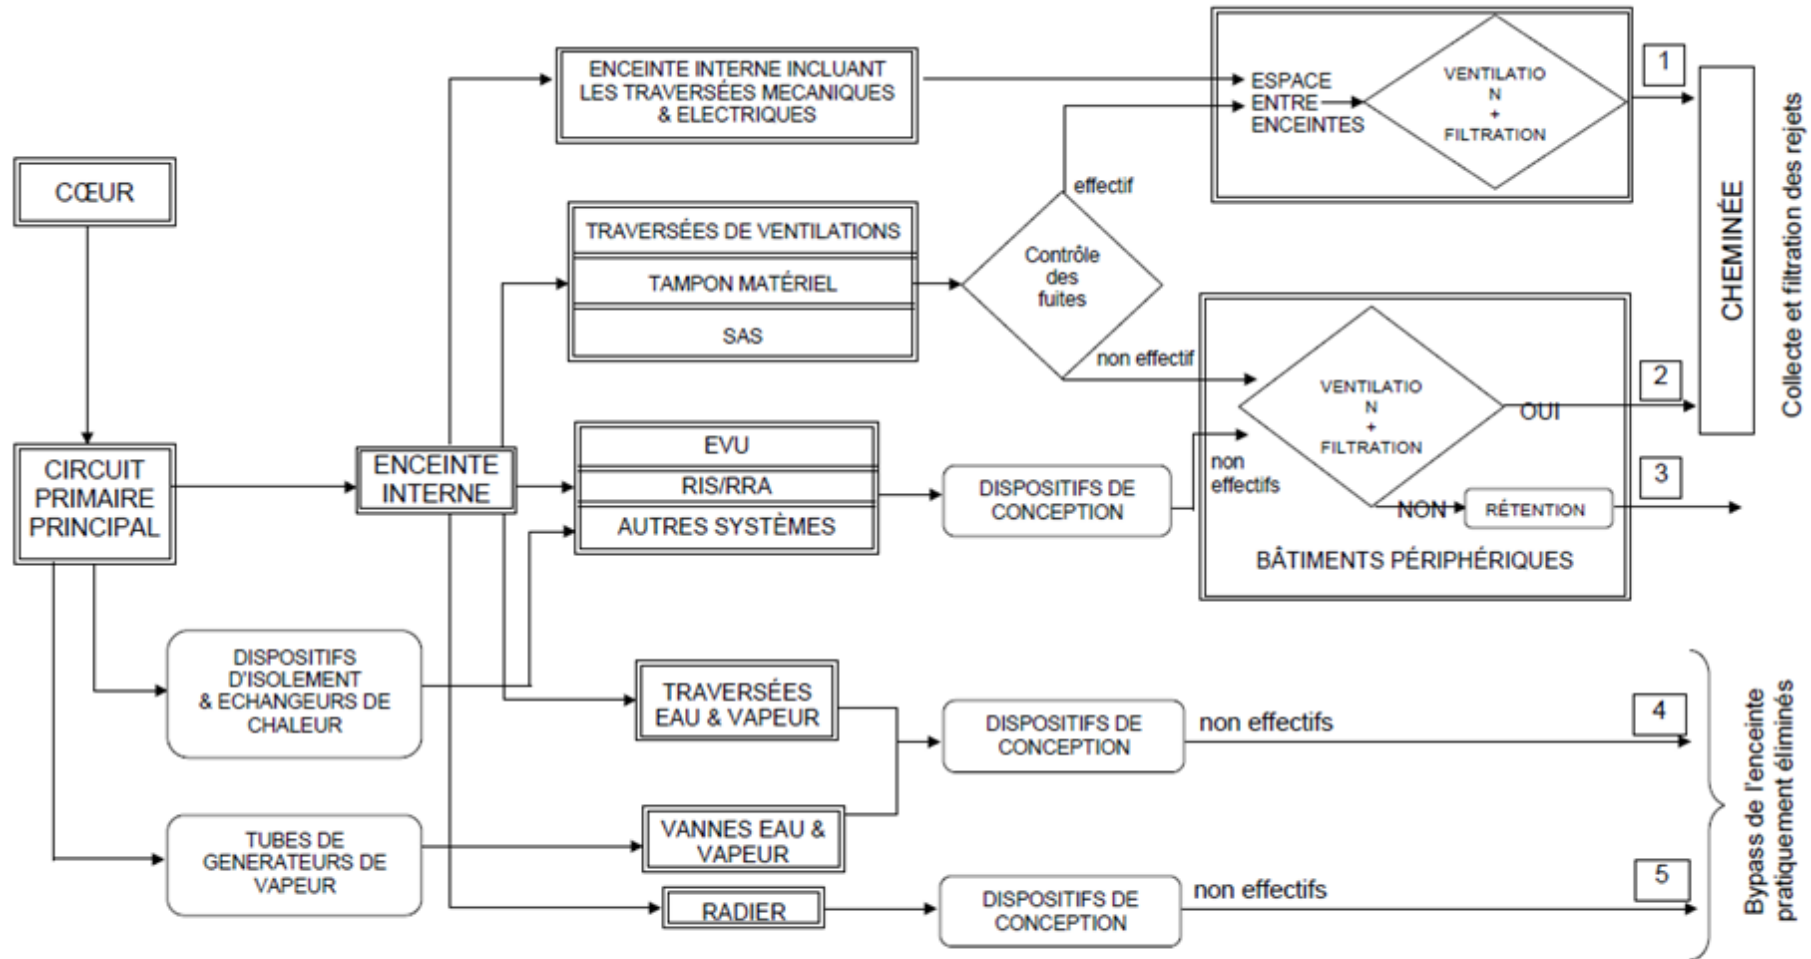 CŒUR
CIRCUIT
PRIMAIRE
PRINCIPAL
DISPOSITIFS
D'ISOLEMENT
& ECHANGEURS DE
CHALEUR
TUBES DE
GENERATEURS DE
VAPEUR
ENCEINTE
INTERNE
ENCEINTE INTERNE INCLUANT
LES TRAVERSÉES MECANIQUES
& ELECTRIQUES
TRAVERSÉES DE VENTILATIONS
TAMPON MATÉRIEL
SAS
EVU
RIS/RRA
AUTRES SYSTÈMES
TRAVERSÉES
EAU & VAPEUR
VANNES EAU &
VAPEUR
RADIER
effectif
Contrôle
des
fuites
non effectif
DISPOSITIFS DE
CONCEPTION
non
effectifs
DISPOSITIFS DE
CONCEPTION
non effectifs
DISPOSITIFS DE
CONCEPTION
non effectifs
ESPACE
ENTRE
ENCEINTES
VENTILATIO
N
+
FILTRATION
VENTILATIO
N
+
FILTRATION
OUI
NON
RÉTENTION
BÂTIMENTS PÉRIPHÉRIQUES
1
2
3
4
5
CHEMINÉE
Collecte et filtration des rejets
Bypass de l'enceinte
pratiquement éliminés